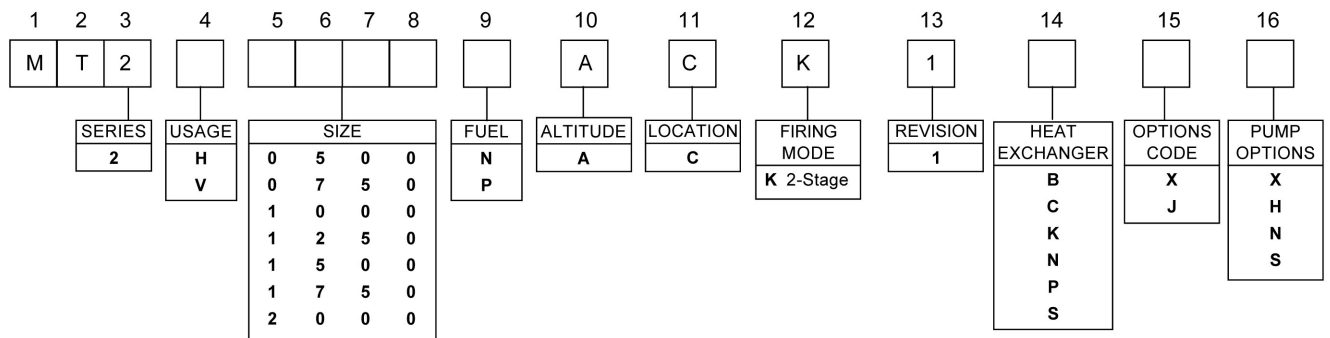 1 2 3 4 5 6 7 8 9 10 11 12 13 14 15 16
M T 2 A C K 1
SERIES
2
USAGE
H
V
SIZE
0 5 0 0
0 7 5 0
1 0 0 0
1 2 5 0
1 5 0 0
1 7 5 0
2 0 0 0
FUEL
N
P
ALTITUDE
A
LOCATION
C
FIRING
MODE
K 2-Stage
REVISION
1
HEAT
EXCHANGER
B
C
K
N
P
S
OPTIONS
CODE
X
J
PUMP
OPTIONS
X
H
N
S